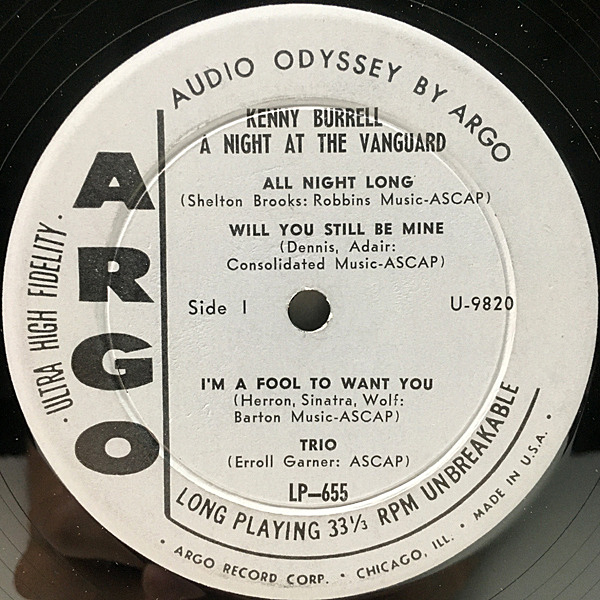 AUDIO ODYSSEY BY ARGO
KENNY BURRELL
A NIGHT AT THE VANGUARD
ALL NIGHT LONG
(Shelton Brooks: Robbins Music-ASCAP)
WILL YOU STILL BE MINE
(Dennis, Adair:
Consolidated Music-ASCAP)
Side 1
U-9820
I'M A FOOL TO WANT YOU
(Herron, Sinatra, Wolf:
Barton Music-ASCAP)
TRIO
(Erroll Garner: ASCAP)
LP-655
ARGO
· ULTRA HIGH FIDELITY ·
LONG PLAYING 33⅓ RPM UNBREAKABLE
· ARGO RECORD CORP. · CHICAGO, ILL. · MADE IN U.S.A. ·